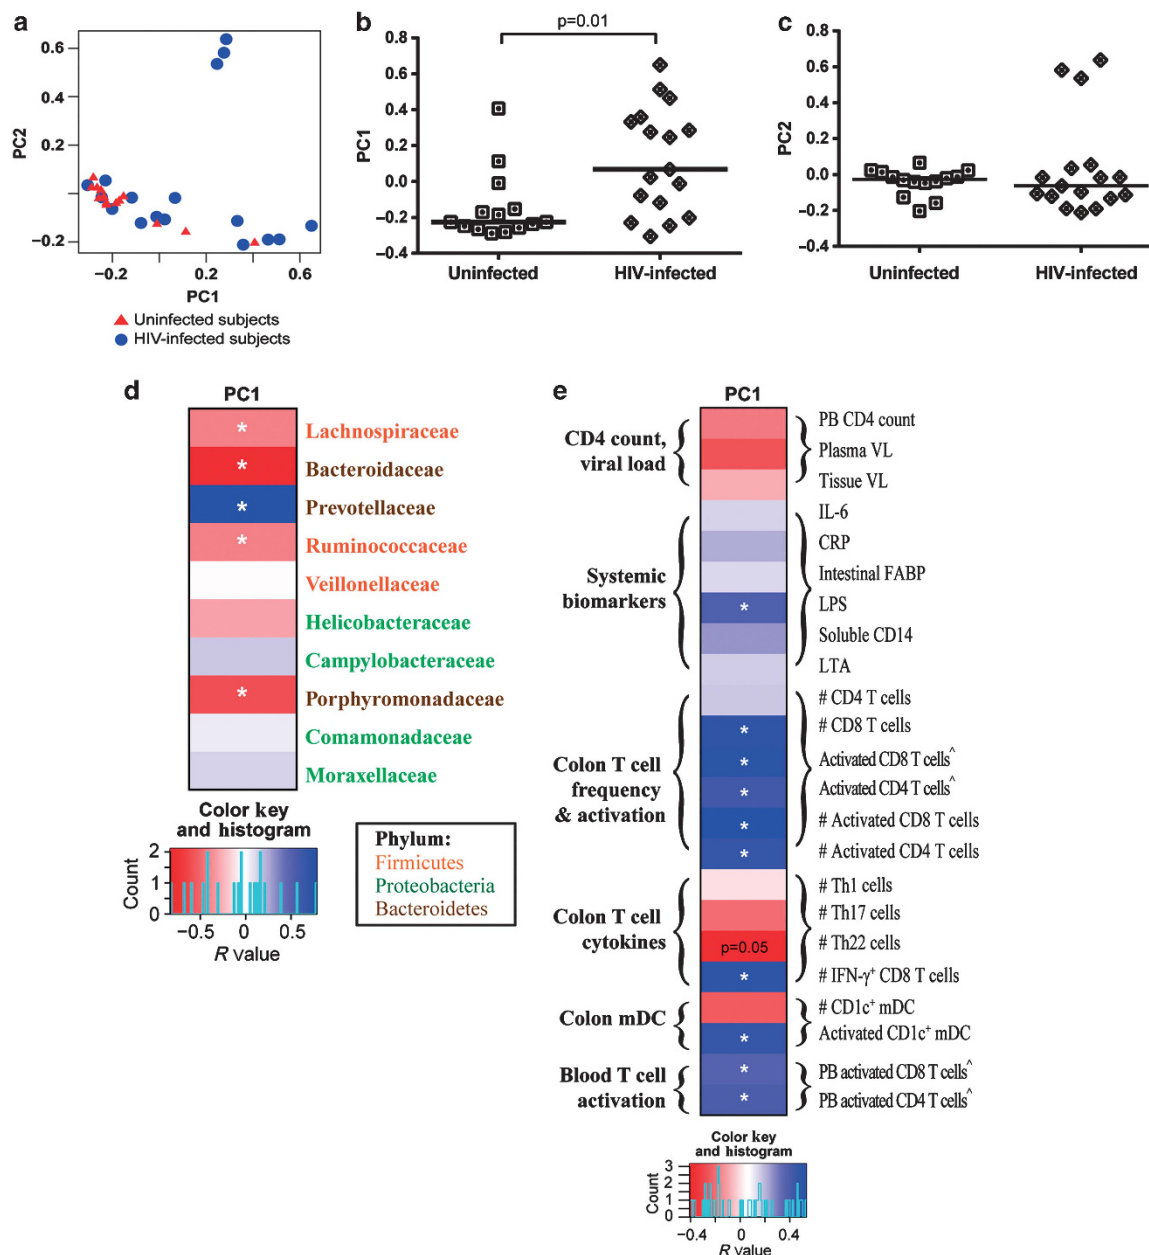 a
0.6
0.4
0.2
−0.2
PC2
−0.2
0.2
0.6
PC1
Uninfected subjects
HIV-infected subjects
b
p=0.01
0.8
0.6
0.4
0.2
0.0
−0.2
−0.4
PC1
Uninfected
HIV-infected
c
0.8
0.6
0.4
0.2
0.0
−0.2
−0.4
PC2
Uninfected
HIV-infected
d
PC1
* Lachnospiraceae
* Bacteroidaceae
* Prevotellaceae
* Ruminococcaceae
Veillonellaceae
Helicobacteraceae
Campylobacteraceae
* Porphyromonadaceae
Comamonadaceae
Moraxellaceae
Color key
and histogram
2
1
0
Count
−0.5 0 0.5
R value
Phylum:
Firmicutes
Proteobacteria
Bacteroidetes
e
PC1
CD4 count,
viral load
PB CD4 count
Plasma VL
Tissue VL
Systemic
biomarkers
IL-6
CRP
Intestinal FABP
* LPS
Soluble CD14
LTA
Colon T cell
frequency
& activation
# CD4 T cells
* # CD8 T cells
* Activated CD8 T cells^
* Activated CD4 T cells^
* # Activated CD8 T cells
* # Activated CD4 T cells
Colon T cell
cytokines
# Th1 cells
# Th17 cells
p=0.05 # Th22 cells
* # IFN-γ+ CD8 T cells
Colon mDC
# CD1c+ mDC
* Activated CD1c+ mDC
Blood T cell
activation
* PB activated CD8 T cells^
* PB activated CD4 T cells^
Color key
and histogram
3
2
1
0
Count
−0.4 0 0.4
R value